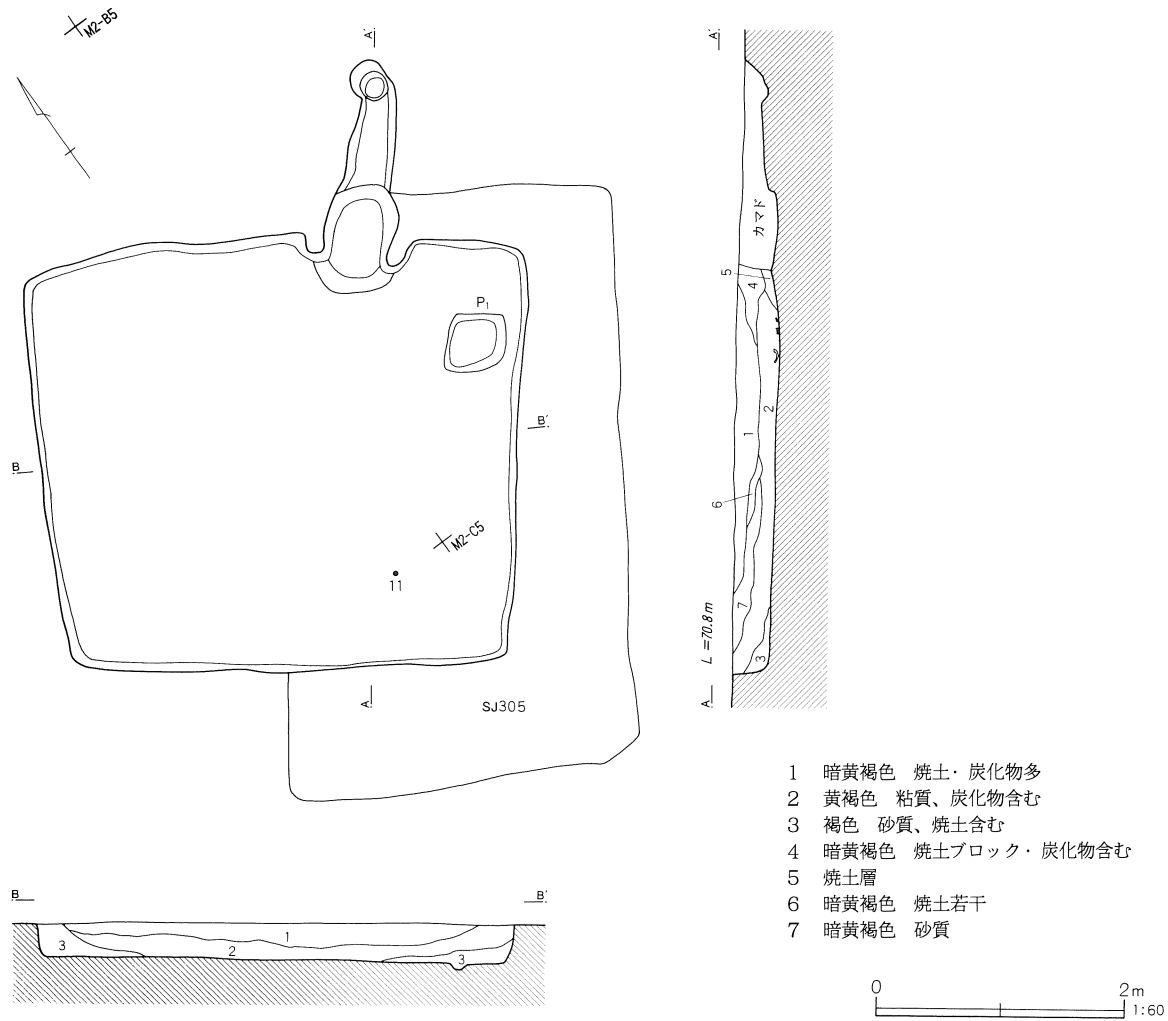 M2-B5
A'
A'
カマド
5
4
P₁
B
B'
2
1
6
M2-C5
11
7
3
L=70.8m
A
A
SJ305
1 暗黄褐色 焼土・炭化物多
2 黄褐色 粘質、炭化物含む
3 褐色 砂質、焼土含む
4 暗黄褐色 焼土ブロック・炭化物含む
5 焼土層
6 暗黄褐色 焼土若干
7 暗黄褐色 砂質
B
B'
3
1
2
3
0 2m
1:60